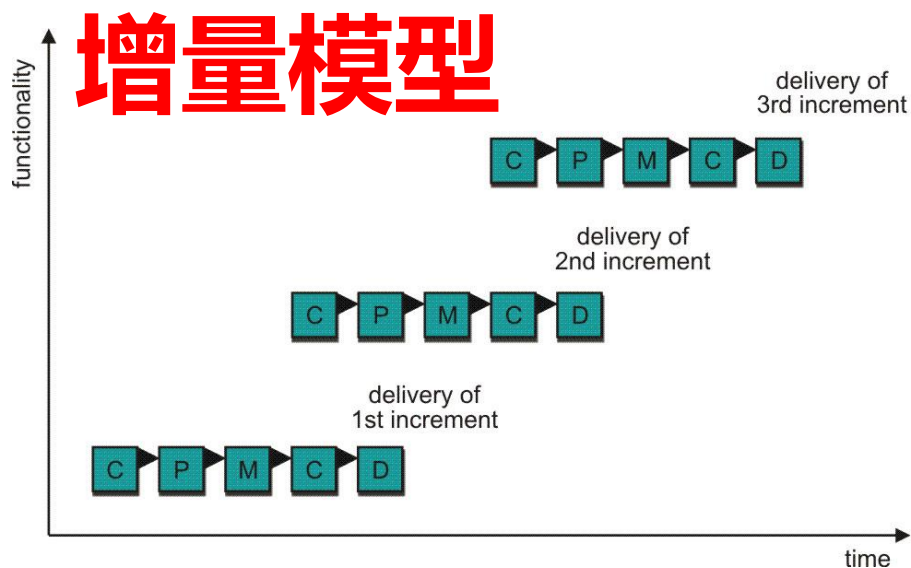 增量模型
functionality
delivery of
3rd increment
C P M C D
delivery of
2nd increment
C P M C D
delivery of
1st increment
C P M C D
time